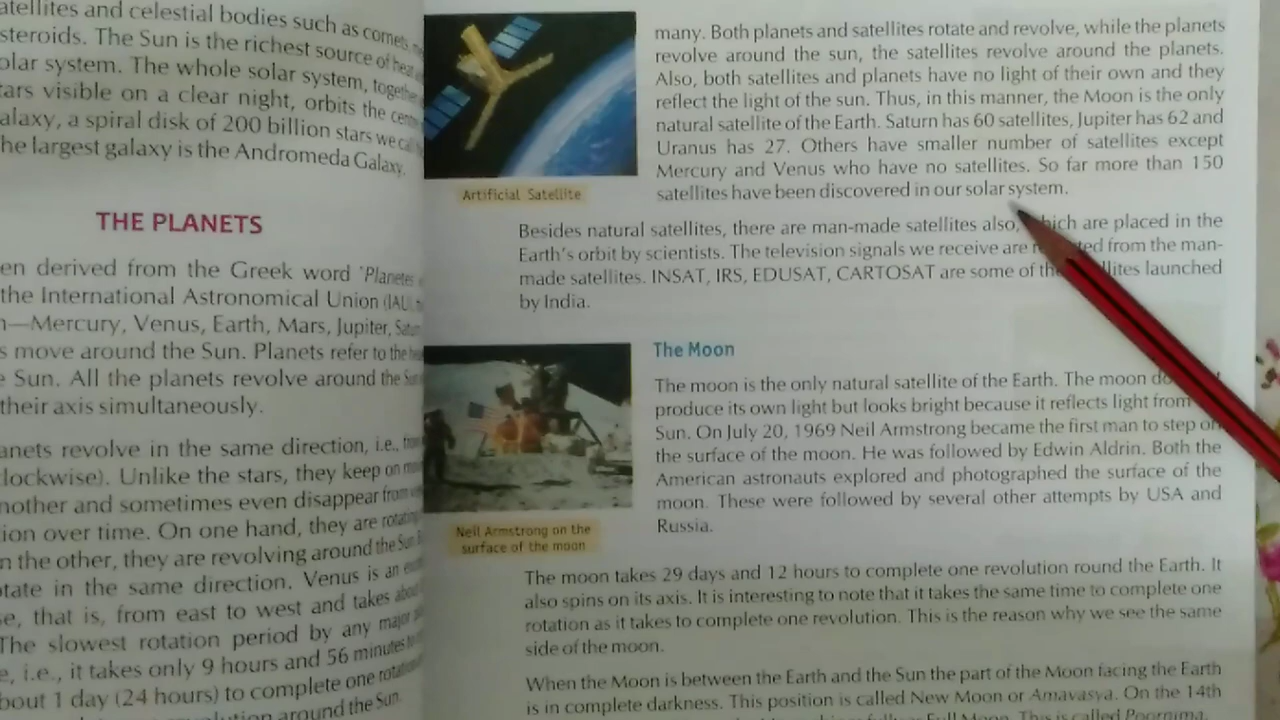 atellites and celestial bodies such as comets,
steroids. The Sun is the richest source of heat
olar system. The whole solar system, together
tars visible on a clear night, orbits the
alaxy, a spiral disk of 200 billion stars we call
he largest galaxy is the Andromeda Galaxy.
THE PLANETS
en derived from the Greek word 'Planetes
the International Astronomical Union (IAU),
n—Mercury, Venus, Earth, Mars, Jupiter,
s move around the Sun. Planets refer to the
e Sun. All the planets revolve around the
their axis simultaneously.
anets revolve in the same direction, i.e.,
lockwise). Unlike the stars, they keep on
nother and sometimes even disappear from
ion over time. On one hand, they are rotating
n the other, they are revolving around the Sun.
otate in the same direction. Venus is an
se, that is, from east to west and takes
The slowest rotation period by any major
e, i.e., it takes only 9 hours and 56 minutes
bout 1 day (24 hours) to complete one
around the Sun.
Artificial Satellite
many. Both planets and satellites rotate and revolve, while the planets
revolve around the sun, the satellites revolve around the planets.
Also, both satellites and planets have no light of their own and they
reflect the light of the sun. Thus, in this manner, the Moon is the only
natural satellite of the Earth. Saturn has 60 satellites, Jupiter has 62 and
Uranus has 27. Others have smaller number of satellites except
Mercury and Venus who have no satellites. So far more than 150
satellites have been discovered in our solar system.
Besides natural satellites, there are man-made satellites also, which are placed in the
Earth's orbit by scientists. The television signals we receive are from the man-
made satellites. INSAT, IRS, EDUSAT, CARTOSAT are some of the launched
by India.
Neil Armstrong on the
surface of the moon
The Moon
The moon is the only natural satellite of the Earth. The moon
produce its own light but looks bright because it reflects light from
Sun. On July 20, 1969 Neil Armstrong became the first man to step on
the surface of the moon. He was followed by Edwin Aldrin. Both the
American astronauts explored and photographed the surface of the
moon. These were followed by several other attempts by USA and
Russia.
The moon takes 29 days and 12 hours to complete one revolution round the Earth. It
also spins on its axis. It is interesting to note that it takes the same time to complete one
rotation as it takes to complete one revolution. This is the reason why we see the same
side of the moon.
When the Moon is between the Earth and the Sun the part of the Moon facing the Earth
is in complete darkness. This position is called New Moon or Amavasya. On the 14th
Full Moon. This is called Poornima.